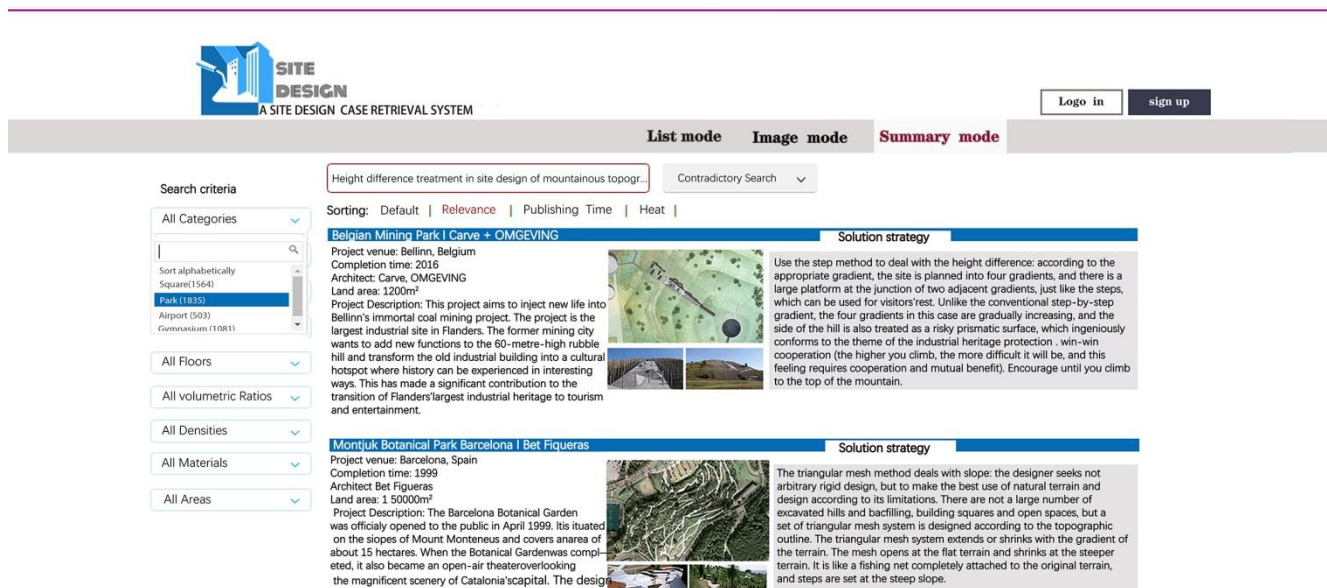 SITE
DESIGN
A SITE DESIGN CASE RETRIEVAL SYSTEM
Logo in
sign up
List mode
Image mode
Summary mode
Search criteria
All Categories
Sort alphabetically
Square(1564)
Park (1835)
Airport (503)
Gymnasium (1081)
All Floors
All volumetric Ratios
All Densities
All Materials
All Areas
Height difference treatment in site design of mountainous topogr...
Contradictory Search
Sorting: Default | Relevance | Publishing Time | Heat |
Belgian Mining Park I Carve + OMGEVING
Project venue: Bellinn, Belgium
Completion time: 2016
Architect: Carve, OMGEVING
Land area: 1200m²
Project Description: This project aims to inject new life into
Bellinn's immortal coal mining project. The project is the
largest industrial site in Flanders. The former mining city
wants to add new functions to the 60-metre-high rubble
hill and transform the old industrial building into a cultural
hotspot where history can be experienced in interesting
ways. This has made a significant contribution to the
transition of Flanders'largest industrial heritage to tourism
and entertainment.
Solution strategy
Use the step method to deal with the height difference: according to the
appropriate gradient, the site is planned into four gradients, and there is a
large platform at the junction of two adjacent gradients, just like the steps,
which can be used for visitors'rest. Unlike the conventional step-by-step
gradient, the four gradients in this case are gradually increasing, and the
side of the hill is also treated as a risky prismatic surface, which ingeniously
conforms to the theme of the industrial heritage protection . win-win
cooperation (the higher you climb, the more difficult it will be, and this
feeling requires cooperation and mutual benefit). Encourage until you climb
to the top of the mountain.
Montjuk Botanical Park Barcelona I Bet Figueras
Project venue: Barcelona, Spain
Completion time: 1999
Architect Bet Figueras
Land area: 1 50000m²
Project Description: The Barcelona Botanical Garden
was officialy opened to the public in April 1999. Itis ituated
on the siopes of Mount Monteneus and covers anarea of
about 15 hectares. When the Botanical Gardenwas compl-
eted, it also became an open-air theateroverlooking
the magnificent scenery of Catalonia'scapital. The design
Solution strategy
The triangular mesh method deals with slope: the designer seeks not
arbitrary rigid design, but to make the best use of natural terrain and
design according to its limitations. There are not a large number of
excavated hills and bacfilling, building squares and open spaces, but a
set of triangular mesh system is designed according to the topographic
outline. The triangular mesh system extends or shrinks with the gradient of
the terrain. The mesh opens at the flat terrain and shrinks at the steeper
terrain. It is like a fishing net completely attached to the original terrain,
and steps are set at the steep slope.